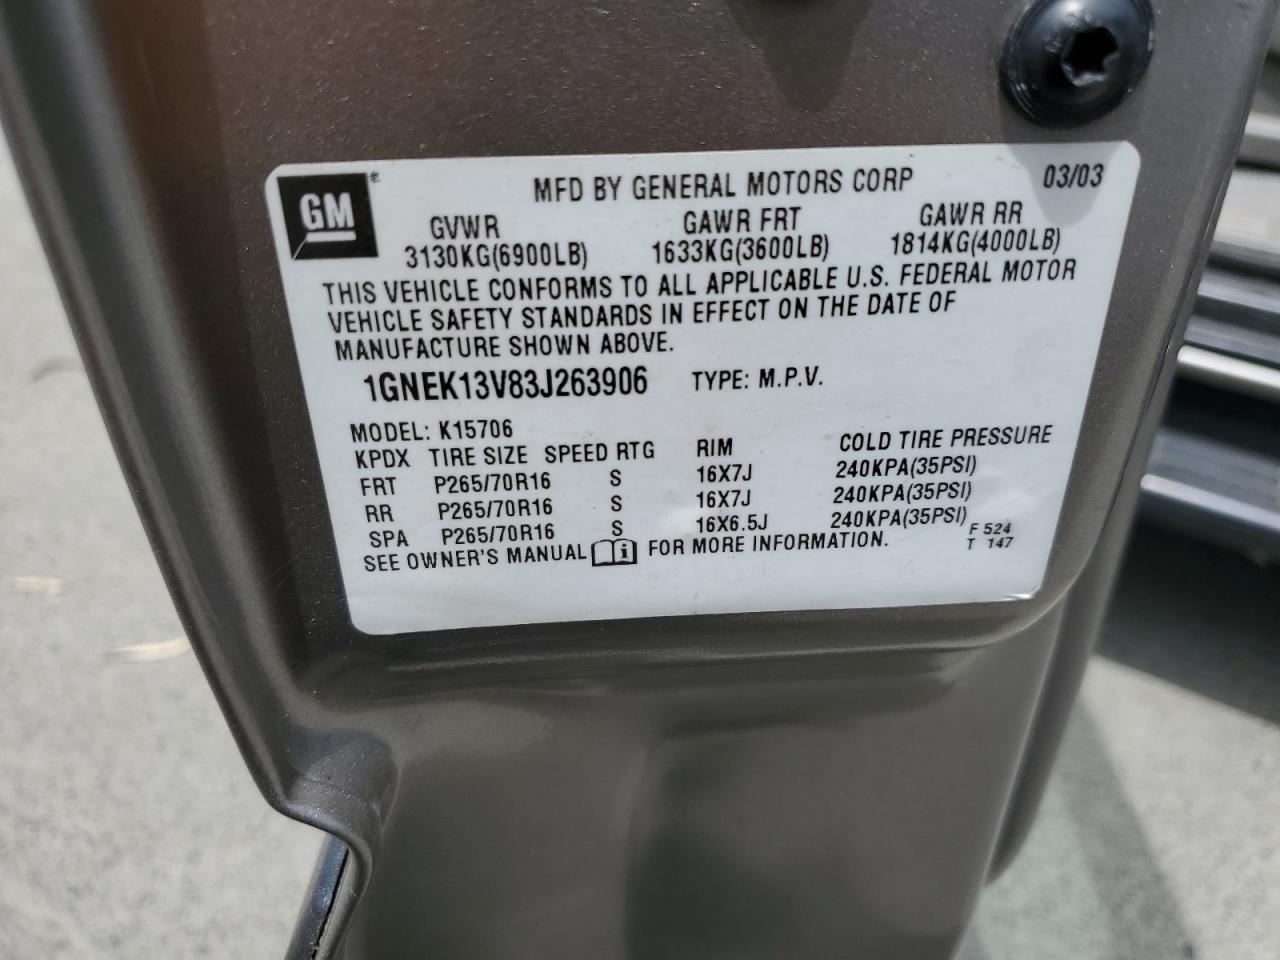 GM ® MFD BY GENERAL MOTORS CORP 03/03
GVWR GAWR FRT GAWR RR
3130KG(6900LB) 1633KG(3600LB) 1814KG(4000LB)
THIS VEHICLE CONFORMS TO ALL APPLICABLE U.S. FEDERAL MOTOR
VEHICLE SAFETY STANDARDS IN EFFECT ON THE DATE OF
MANUFACTURE SHOWN ABOVE.
1GNEK13V83J263906 TYPE: M.P.V.
MODEL: K15706
KPDX TIRE SIZE SPEED RTG RIM COLD TIRE PRESSURE
FRT P265/70R16 S 16X7J 240KPA(35PSI)
RR P265/70R16 S 16X7J 240KPA(35PSI)
SPA P265/70R16 S 16X6.5J 240KPA(35PSI)
SEE OWNER'S MANUAL i FOR MORE INFORMATION.
F 524
T 147